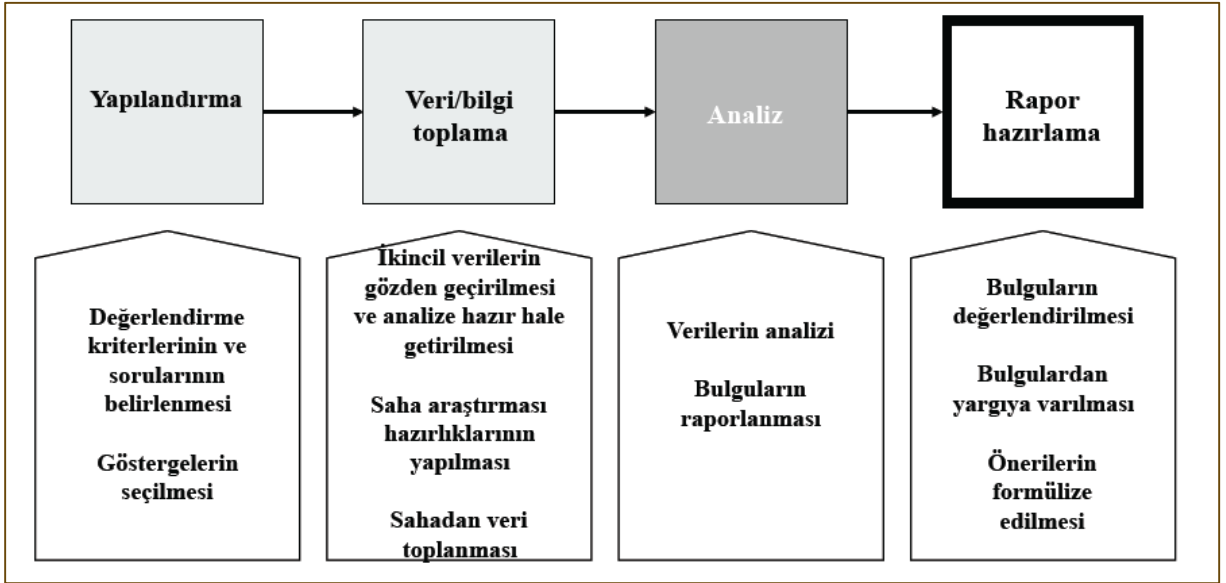 Yapılandırma
Veri/bilgi
toplama
Analiz
Rapor
hazırlama
Değerlendirme
kriterlerinin ve
sorularının
belirlenmesi
Göstergelerin
seçilmesi
İkincil verilerin
gözden geçirilmesi
ve analize hazır hale
getirilmesi
Saha araştırması
hazırlıklarının
yapılması
Sahadan veri
toplanması
Verilerin analizi
Bulguların
raporlanması
Bulguların
değerlendirilmesi
Bulgulardan
yargıya varılması
Önerilerin
formülize
edilmesi